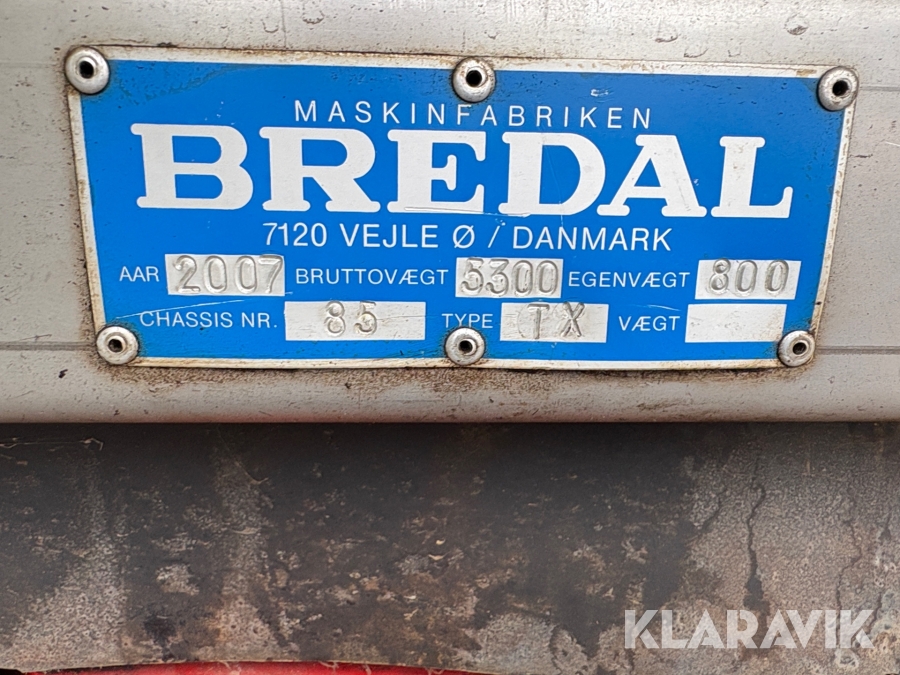 MASKINFABRIKEN
BREDAL
7120 VEJLE Ø / DANMARK
AAR 2007 BRUTTOVÆGT 5300 EGENVÆGT 800
CHASSIS NR. 85 TYPE TX VÆGT
KLARAVIK